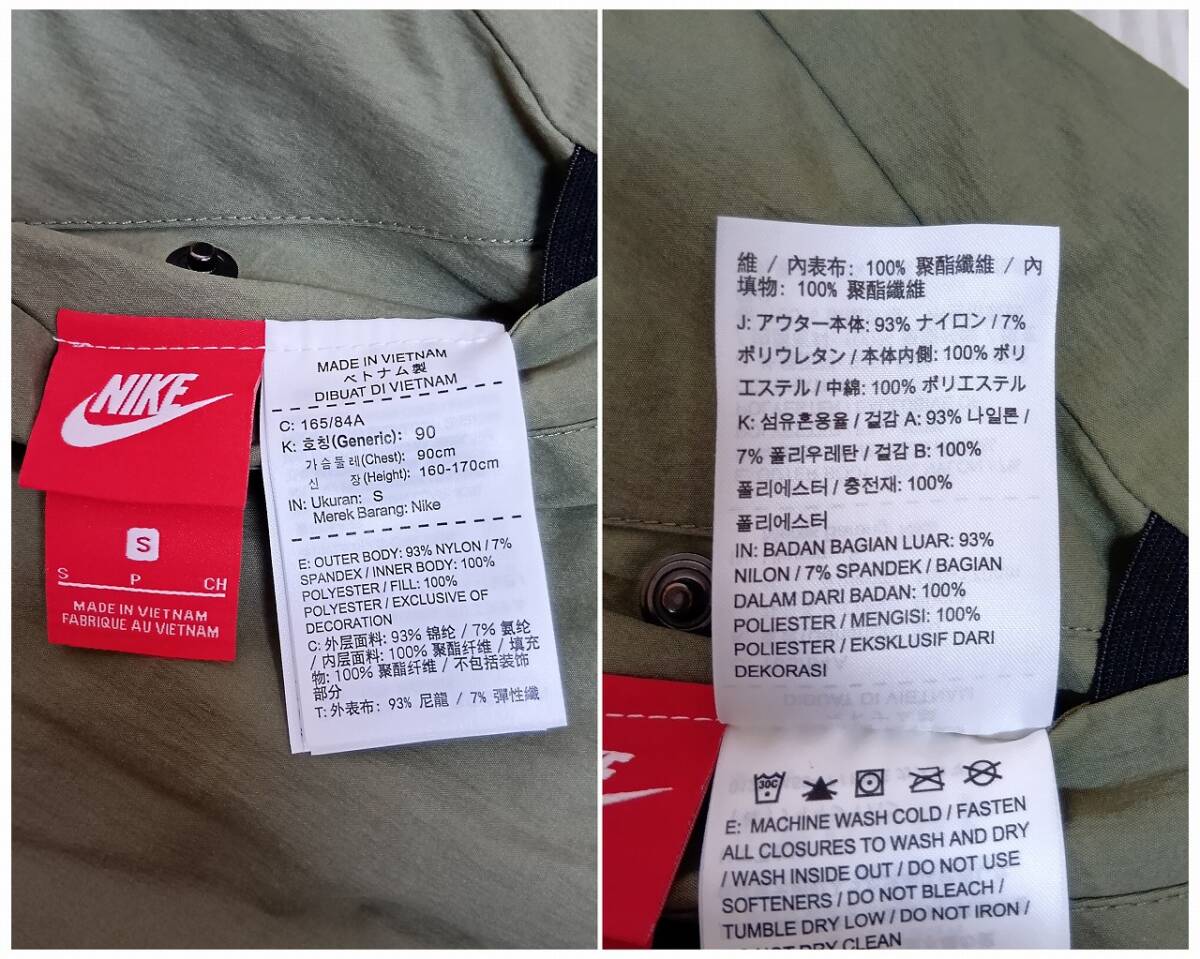 NIKE
S
S P CH
MADE IN VIETNAM
FABRIQUE AU VIETNAM
MADE IN VIETNAM
ベトナム製
DIBUAT DI VIETNAM
C: 165/84A
K: 호칭(Generic): 90
가슴둘레(Chest): 90cm
신 장(Height): 160-170cm
IN: Ukuran: S
Merek Barang: Nike
E: OUTER BODY: 93% NYLON / 7%
SPANDEX / INNER BODY: 100%
POLYESTER / FILL: 100%
POLYESTER / EXCLUSIVE OF
DECORATION
C: 外层面料: 93% 锦纶 / 7% 氨纶
/ 内层面料: 100% 聚酯纤维 / 填充
物: 100% 聚酯纤维 / 不包括装饰
部分
T: 外表布: 93% 尼龍 / 7% 彈性纖
維 / 內表布: 100% 聚酯纖維 / 內
填物: 100% 聚酯纖維
J: アウター本体: 93% ナイロン / 7%
ポリウレタン / 本体内側: 100% ポリ
エステル / 中綿: 100% ポリエステル
K: 섬유혼용율 / 겉감 A: 93% 나일론 /
7% 폴리우레탄 / 겉감 B: 100%
폴리에스터 / 충전재: 100%
폴리에스터
IN: BADAN BAGIAN LUAR: 93%
NILON / 7% SPANDEK / BAGIAN
DALAM DARI BADAN: 100%
POLIESTER / MENGISI: 100%
POLIESTER / EKSKLUSIF DARI
DEKORASI
30C
E: MACHINE WASH COLD / FASTEN
ALL CLOSURES TO WASH AND DRY
/ WASH INSIDE OUT / DO NOT USE
SOFTENERS / DO NOT BLEACH /
TUMBLE DRY LOW / DO NOT IRON /
DO NOT DRY CLEAN